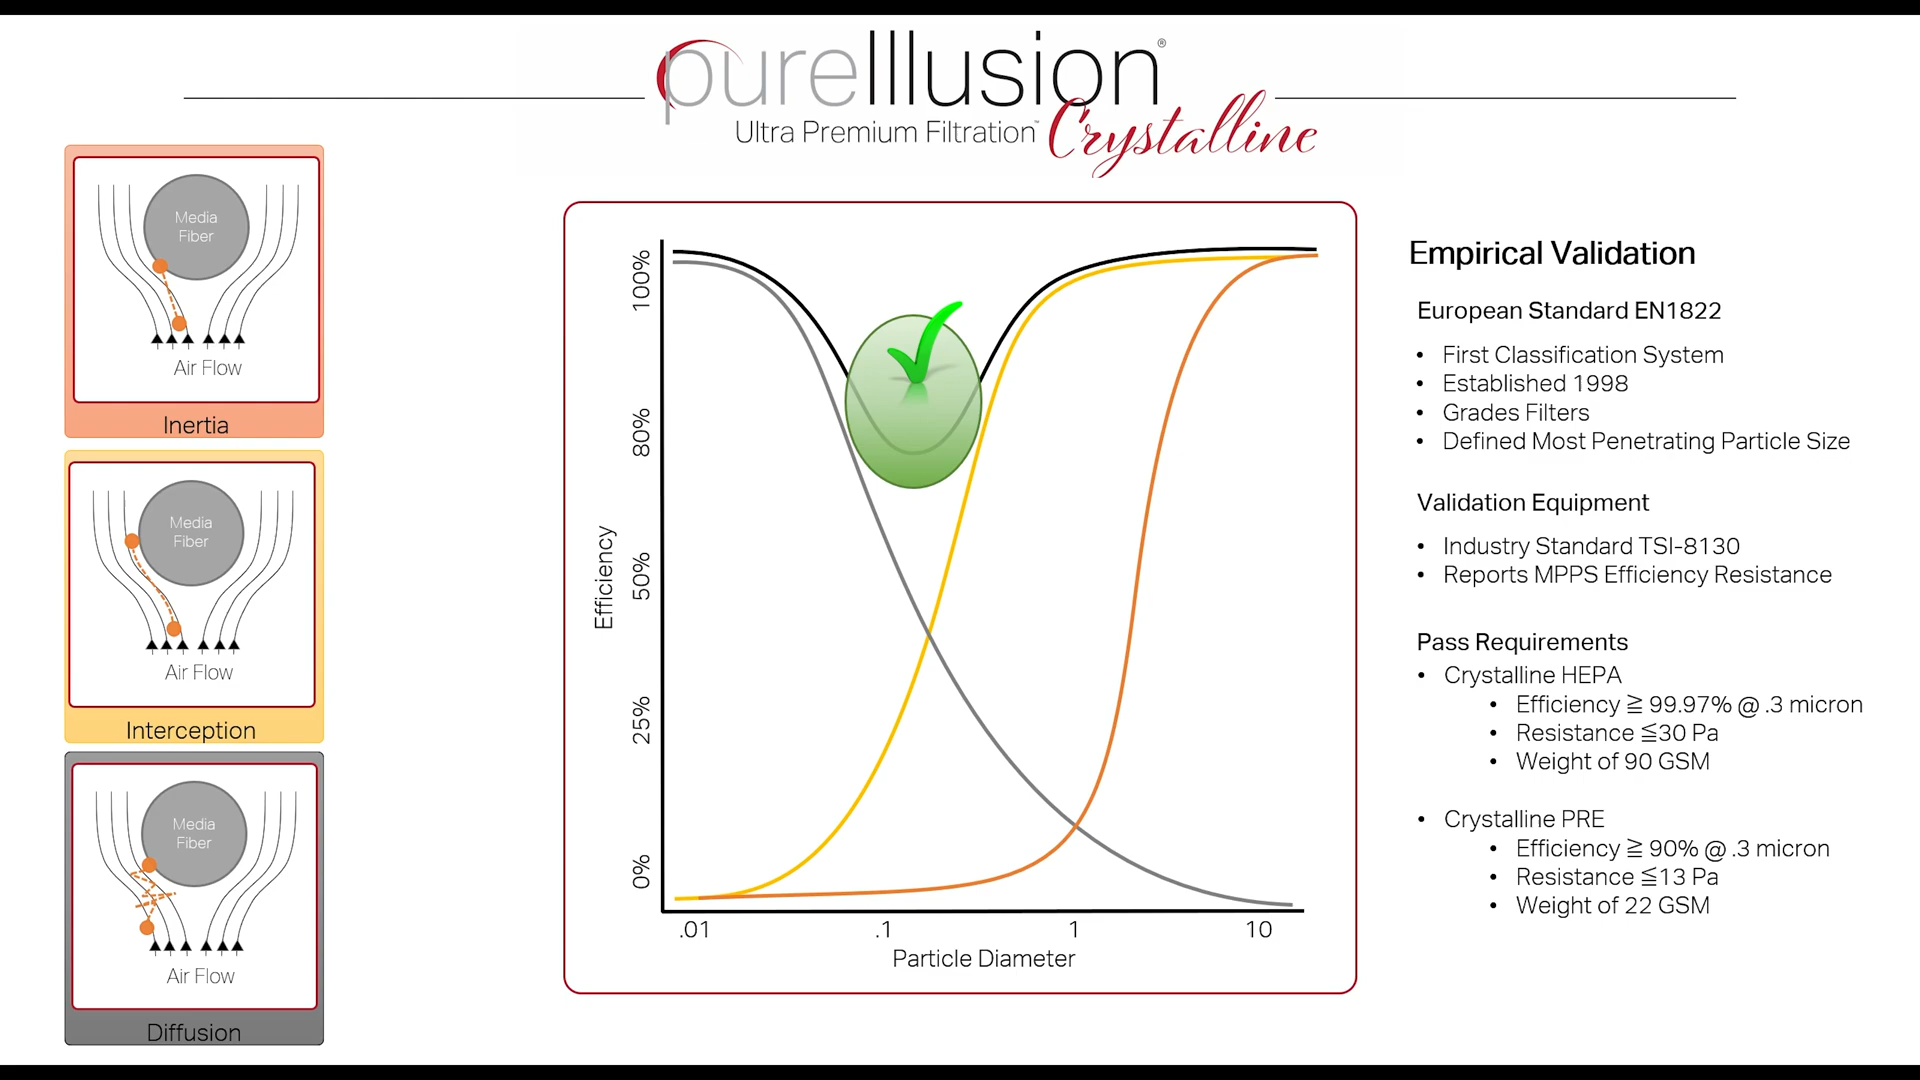 pureIllusion®
Ultra Premium Filtration™ Crystalline
Media
Fiber
Air Flow
Inertia
Media
Fiber
Air Flow
Interception
Media
Fiber
Air Flow
Diffusion
Efficiency
100%
80%
50%
25%
0%
.01 .1 1 10
Particle Diameter
Empirical Validation
European Standard EN1822
• First Classification System
• Established 1998
• Grades Filters
• Defined Most Penetrating Particle Size
Validation Equipment
• Industry Standard TSI-8130
• Reports MPPS Efficiency Resistance
Pass Requirements
• Crystalline HEPA
• Efficiency ≧ 99.97% @ .3 micron
• Resistance ≦30 Pa
• Weight of 90 GSM
• Crystalline PRE
• Efficiency ≧ 90% @ .3 micron
• Resistance ≦13 Pa
• Weight of 22 GSM